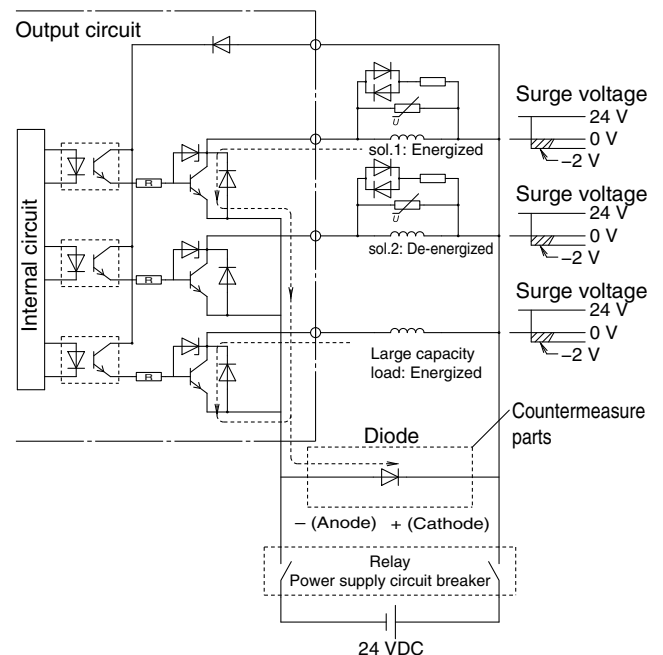 Output circuit
Internal circuit
R
R
R
U
sol.1: Energized
U
sol.2: De-energized
Large capacity
load: Energized
Surge voltage
24 V
0 V
−2 V
Surge voltage
24 V
0 V
−2 V
Surge voltage
24 V
0 V
−2 V
Countermeasure
parts
Diode
− (Anode) + (Cathode)
Relay
Power supply circuit breaker
24 VDC